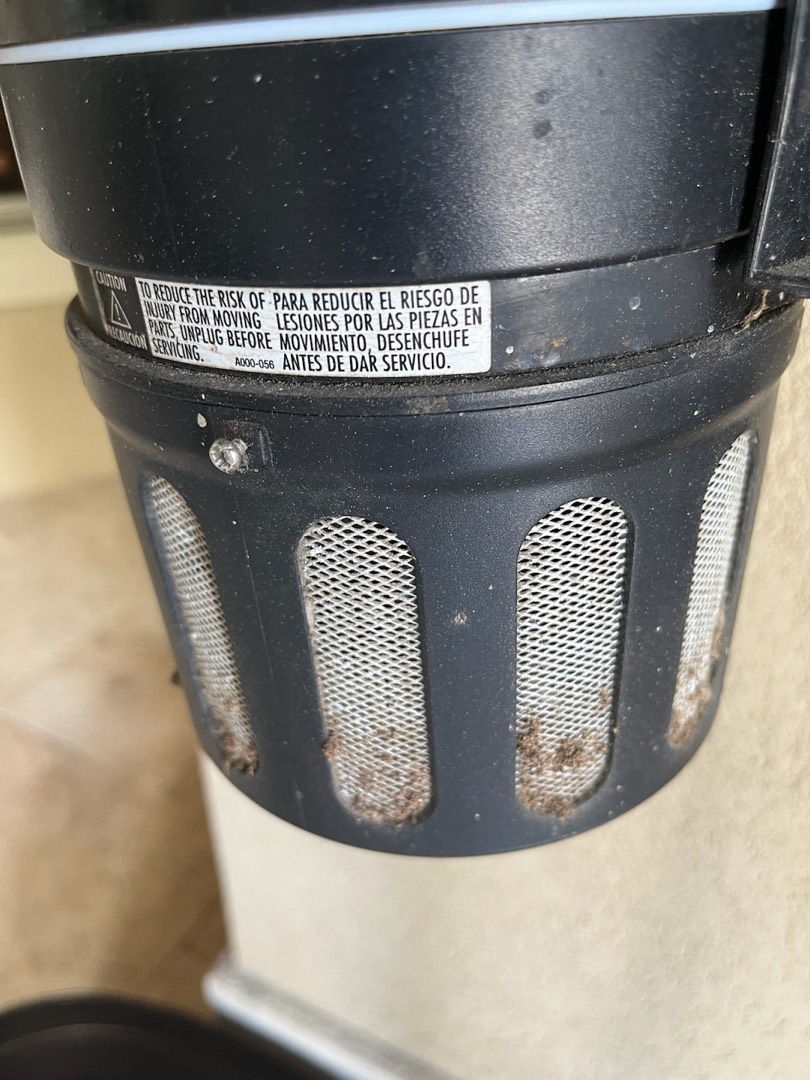 CAUTION
PRECAUCION
TO REDUCE THE RISK OF
INJURY FROM MOVING
PARTS, UNPLUG BEFORE
SERVICING.
A000-056
PARA REDUCIR EL RIESGO DE
LESIONES POR LAS PIEZAS EN
MOVIMIENTO, DESENCHUFE
ANTES DE DAR SERVICIO.